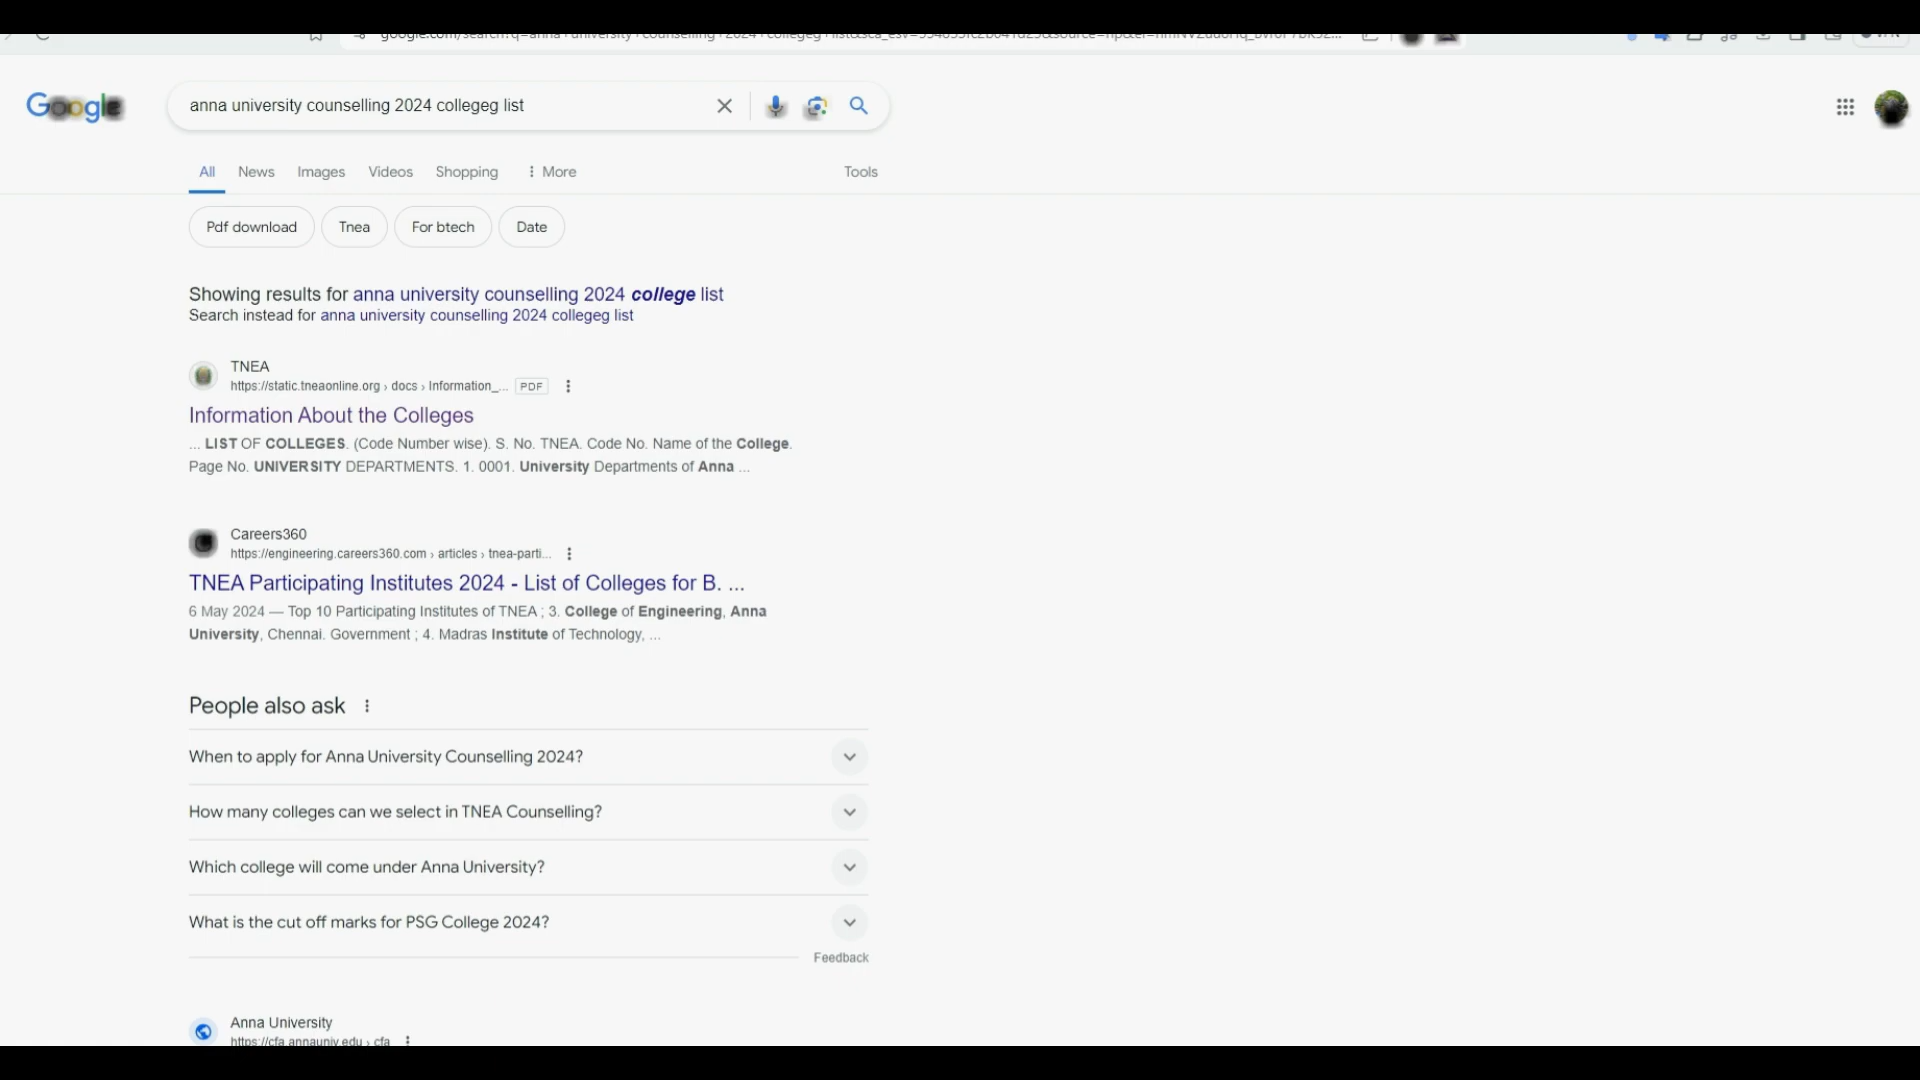 Google
anna university counselling 2024 collegeg list
All News Images Videos Shopping More Tools
Pdf download Tnea For btech Date
Showing results for anna university counselling 2024 college list
Search instead for anna university counselling 2024 collegeg list
TNEA
https://static.tneaonline.org › docs › Information_... PDF
Information About the Colleges
... LIST OF COLLEGES. (Code Number wise). S. No. TNEA. Code No. Name of the College.
Page No. UNIVERSITY DEPARTMENTS. 1. 0001. University Departments of Anna ...
Careers360
https://engineering.careers360.com › articles › tnea-parti...
TNEA Participating Institutes 2024 - List of Colleges for B. ...
6 May 2024 — Top 10 Participating Institutes of TNEA ; 3. College of Engineering, Anna
University, Chennai. Government ; 4. Madras Institute of Technology, ...
People also ask
When to apply for Anna University Counselling 2024?
How many colleges can we select in TNEA Counselling?
Which college will come under Anna University?
What is the cut off marks for PSG College 2024?
Feedback
Anna University
https://cfa.annauniv.edu › cfa